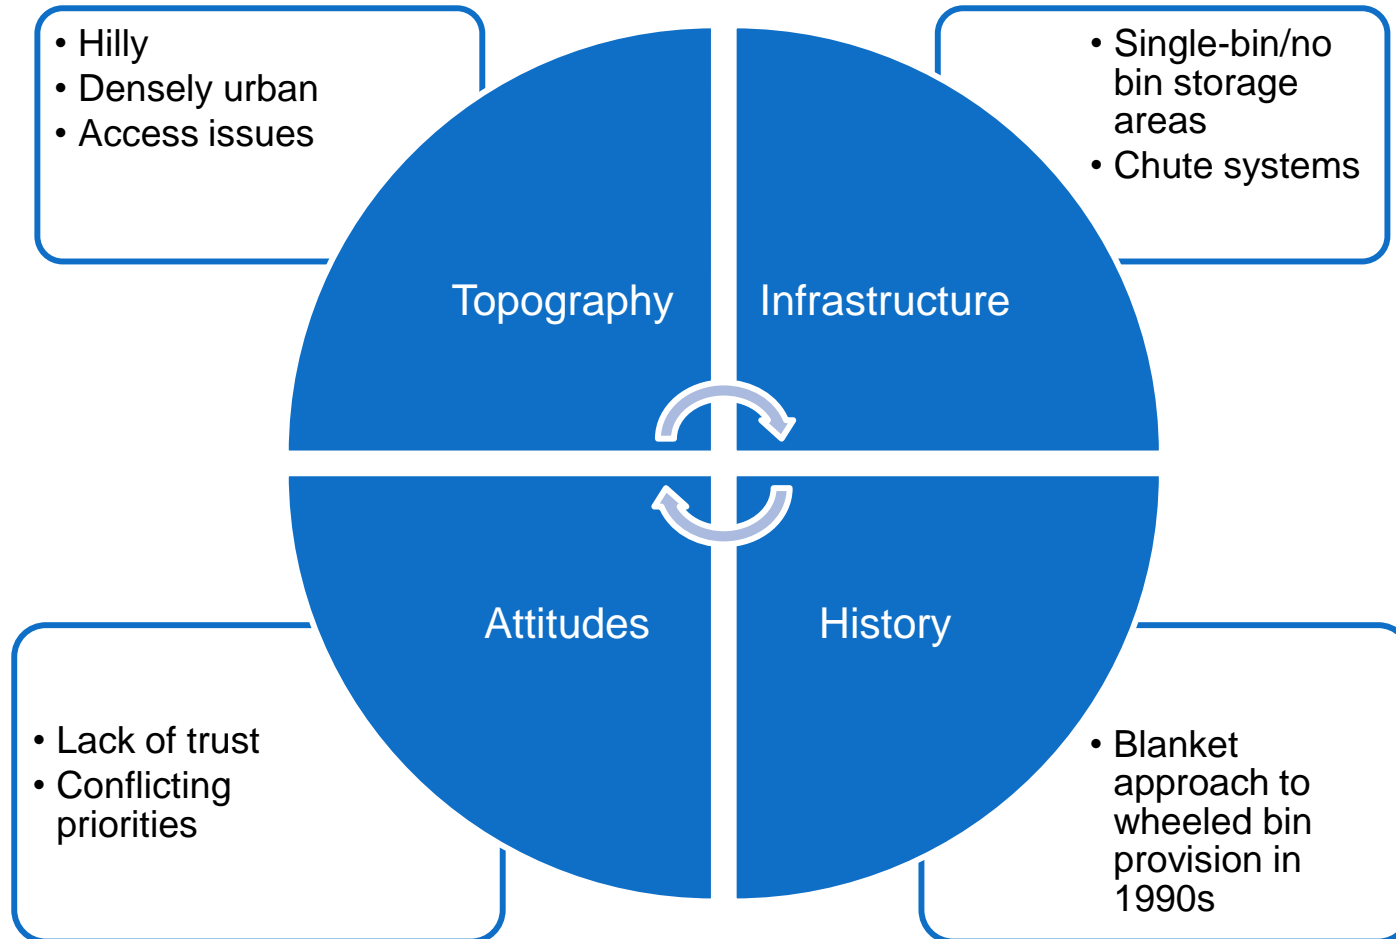 • Hilly
• Densely urban
• Access issues
• Single-bin/no
bin storage
areas
• Chute systems
Topography
Infrastructure
Attitudes
History
• Lack of trust
• Conflicting
priorities
• Blanket
approach to
wheeled bin
provision in
1990s